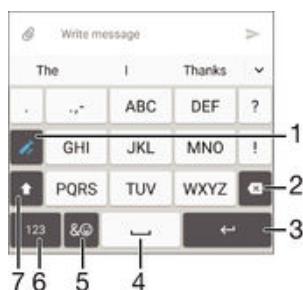 Write message
The I Thanks
. .,- ABC DEF ?
GHI JKL MNO ! 1
PQRS TUV WXYZ 2
123 & 3
7 6 5 4